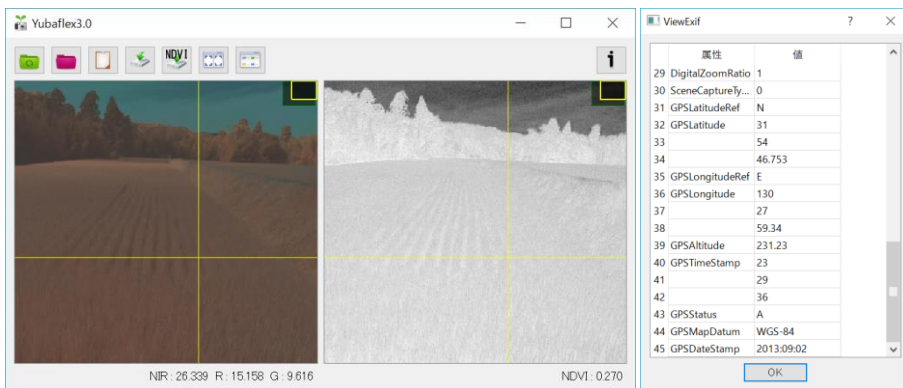 Yubaflex3.0
NDVI
i
NIR : 26.339 R : 15.158 G : 9.616
NDVI : 0.270
ViewExif
?
属性 値
29 DigitalZoomRatio 1
30 SceneCaptureTy... 0
31 GPSLatitudeRef N
32 GPSLatitude 31
33 54
34 46.753
35 GPSLongitudeRef E
36 GPSLongitude 130
37 27
38 59.34
39 GPSAltitude 231.23
40 GPSTimeStamp 23
41 29
42 36
43 GPSStatus A
44 GPSMapDatum WGS-84
45 GPSDateStamp 2013:09:02
OK